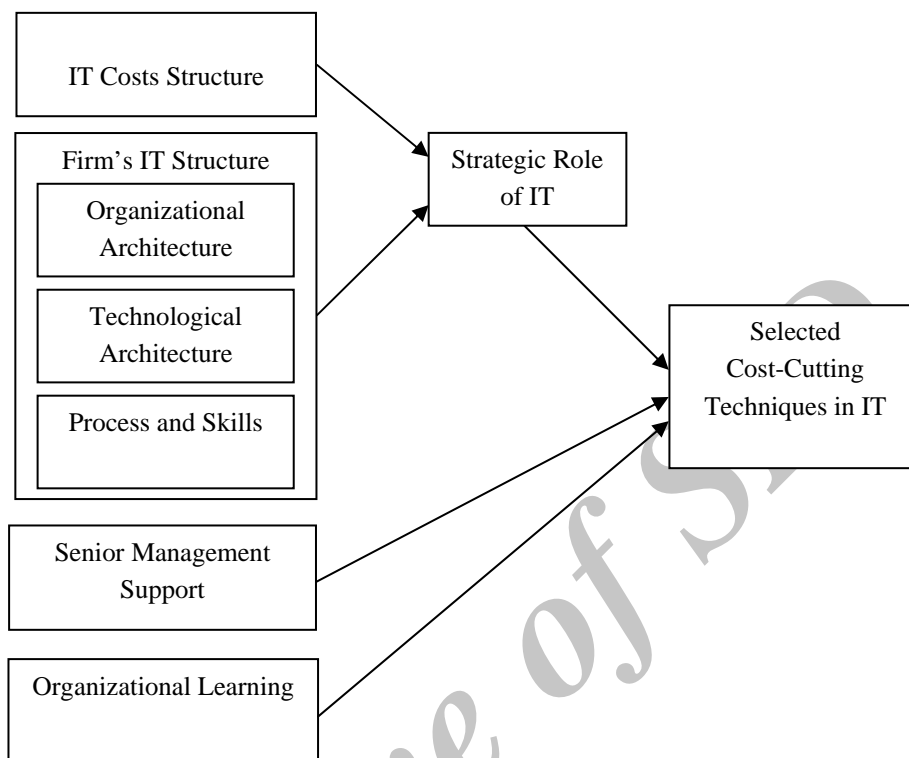 IT Costs Structure
Firm's IT Structure
Organizational
Architecture
Technological
Architecture
Process and Skills
Senior Management
Support
Organizational Learning
Strategic Role
of IT
Selected
Cost-Cutting
Techniques in IT
of